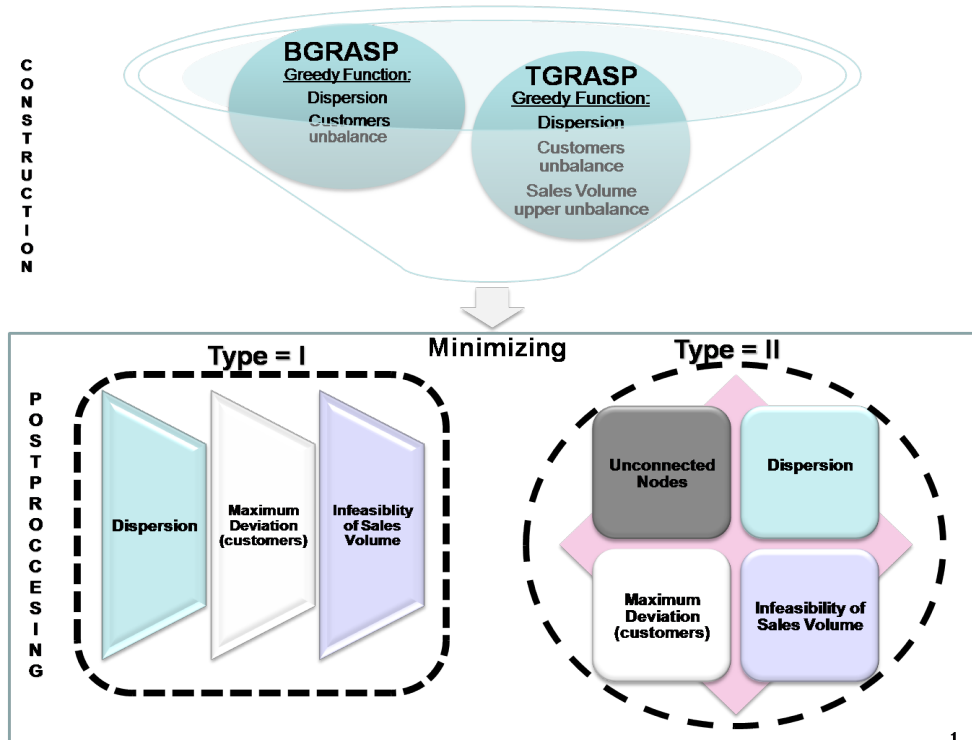 CONSTRUCTION
BGRASP
Greedy Function:
Dispersion
Customers
unbalance
TGRASP
Greedy Function:
Dispersion
Customers
unbalance
Sales Volume
upper unbalance
POSTPROCCESING
Minimizing
Type = I
Dispersion
Maximum
Deviation
(customers)
Infeasiblity
of Sales
Volume
Type = II
Unconnected
Nodes
Dispersion
Maximum
Deviation
(customers)
Infeasibility of
Sales Volume
1